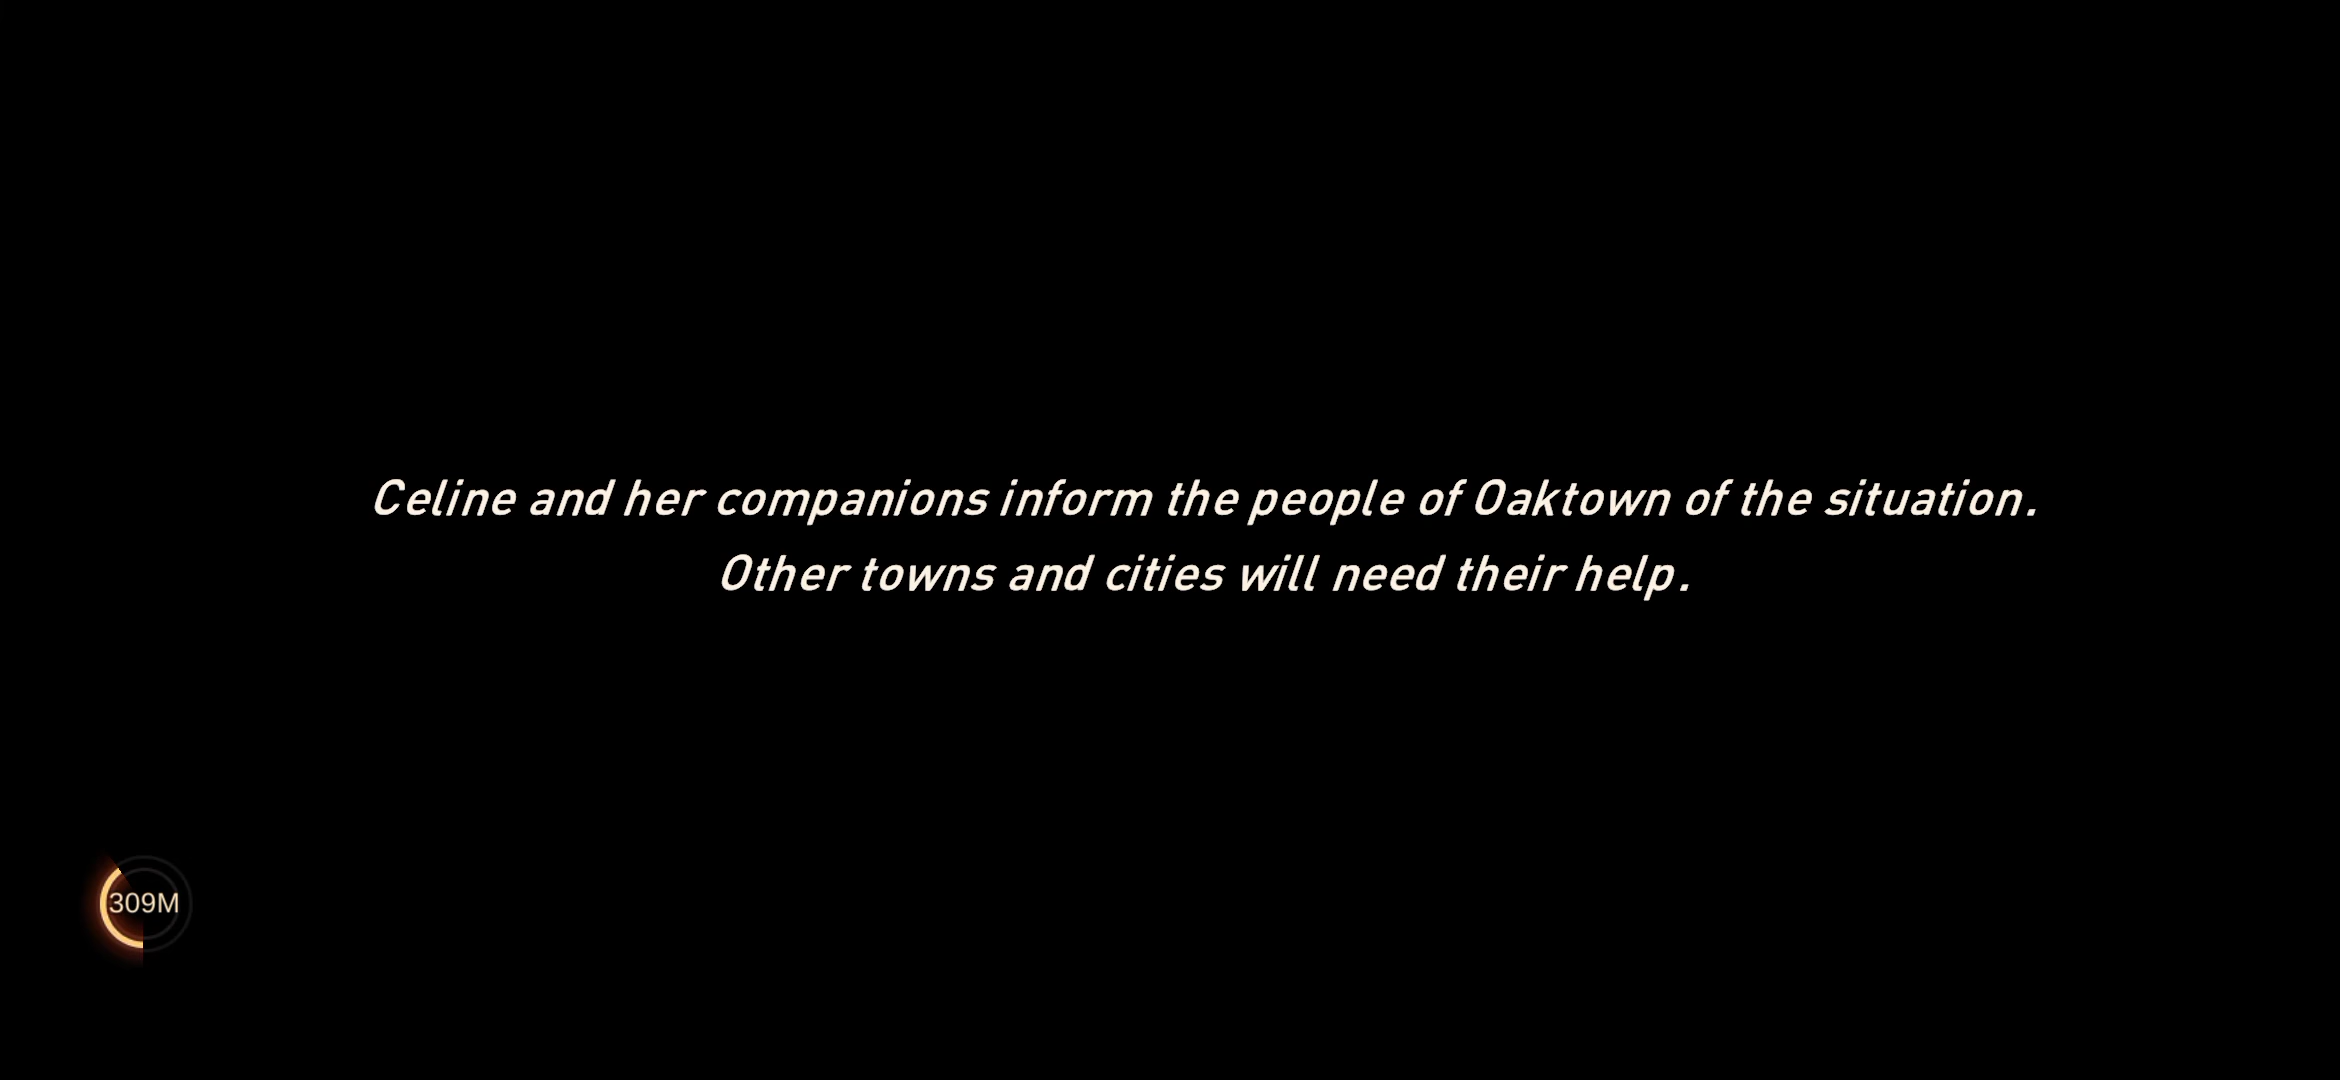 Celine and her companions inform the people of Oaktown of the situation.
Other towns and cities will need their help.
309M